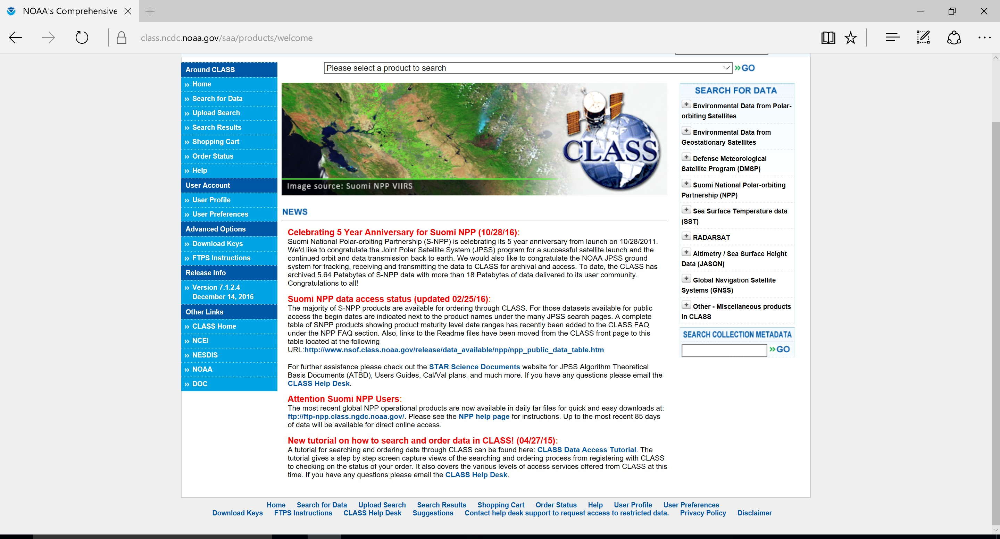 NOAA's Comprehensive
class.ncdc.noaa.gov/saa/products/welcome
Please select a product to search
»GO
Around CLASS
» Home
» Search for Data
» Upload Search
» Search Results
» Shopping Cart
» Order Status
» Help
User Account
» User Profile
» User Preferences
Advanced Options
» Download Keys
» FTPS Instructions
Release Info
» Version 7.1.2.4
December 14, 2016
Other Links
» CLASS Home
» NCEI
» NESDIS
» NOAA
» DOC
CLASS
Image source: Suomi NPP VIIRS
NEWS
Celebrating 5 Year Anniversary for Suomi NPP (10/28/16):
Suomi National Polar-orbiting Partnership (S-NPP) is celebrating its 5 year anniversary from launch on 10/28/2011.
We'd like to congratulate the Joint Polar Satellite System (JPSS) program for a successful satellite launch and the
continued orbit and data transmission back to earth. We would also like to congratulate the NOAA JPSS ground
system for tracking, receiving and transmitting the data to CLASS for archival and access. To date, the CLASS has
archived 5.64 Petabytes of S-NPP data with more than 18 Petabytes of data delivered to its user community.
Congratulations to all!
Suomi NPP data access status (updated 02/25/16):
The majority of S-NPP products are available for ordering through CLASS. For those datasets available for public
access the begin dates are indicated next to the product names under the many JPSS search pages. A complete
table of SNPP products showing product maturity level date ranges has recently been added to the CLASS FAQ
under the NPP FAQ section. Also, links to the Readme files have been moved from the CLASS front page to this
table located at the following
URL:http://www.nsof.class.noaa.gov/release/data_available/npp/npp_public_data_table.htm
For further assistance please check out the STAR Science Documents website for JPSS Algorithm Theoretical
Basis Documents (ATBD), Users Guides, Cal/Val plans, and much more. If you have any questions please email the
CLASS Help Desk.
Attention Suomi NPP Users:
The most recent global NPP operational products are now available in daily tar files for quick and easy downloads at:
ftp://ftp-npp.class.ngdc.noaa.gov/. Please see the NPP help page for instructions. Up to the most recent 85 days
of data will be available for direct online access.
New tutorial on how to search and order data in CLASS! (04/27/15):
A tutorial for searching and ordering data through CLASS can be found here: CLASS Data Access Tutorial. The
tutorial gives a step by step screen capture views of the searching and ordering process from registering with CLASS
to checking on the status of your order. It also covers the various levels of access services offered from CLASS at this
time. If you have any questions please email the CLASS Help Desk.
SEARCH FOR DATA
Environmental Data from Polar-
orbiting Satellites
Environmental Data from
Geostationary Satellites
Defense Meteorological
Satellite Program (DMSP)
Suomi National Polar-orbiting
Partnership (NPP)
Sea Surface Temperature data
(SST)
RADARSAT
Altimetry / Sea Surface Height
Data (JASON)
Global Navigation Satellite
Systems (GNSS)
Other - Miscellaneous products
in CLASS
SEARCH COLLECTION METADATA
»GO
Home Search for Data Upload Search Search Results Shopping Cart Order Status Help User Profile User Preferences
Download Keys FTPS Instructions CLASS Help Desk Suggestions Contact help desk support to request access to restricted data. Privacy Policy Disclaimer